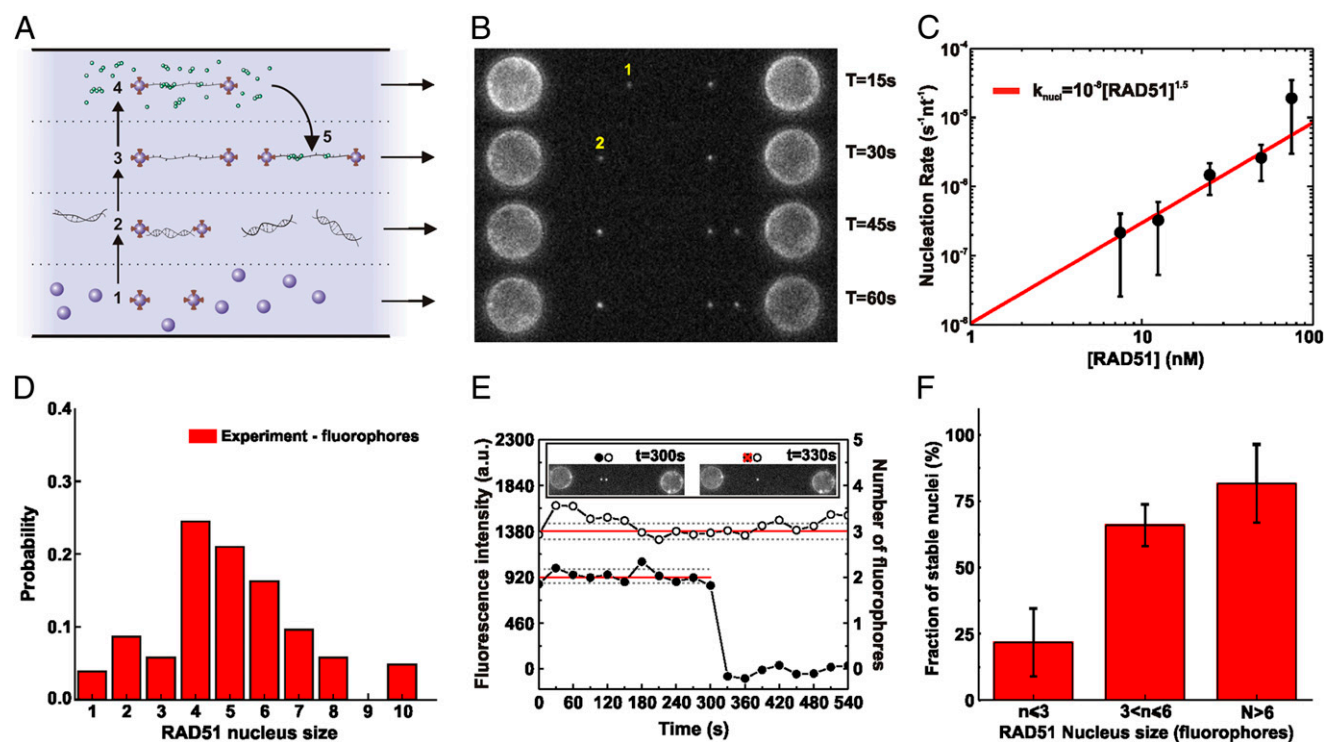 A
4
5
3
2
1
B
1
2
T=15s
T=30s
T=45s
T=60s
C
Nucleation Rate (s⁻¹nt⁻¹)
10⁻⁴
10⁻⁵
10⁻⁶
10⁻⁷
10⁻⁸
k_nucl=10⁻⁸[RAD51]¹·⁵
1 10 100
[RAD51] (nM)
D
Probability
0.4
0.3
0.2
0.1
0.0
Experiment - fluorophores
1 2 3 4 5 6 7 8 9 10
RAD51 nucleus size
E
Fluorescence intensity (a.u.)
2300
1840
1380
920
460
0
t=300s
t=330s
5
4
3
2
1
0
Number of fluorophores
0 60 120 180 240 300 360 420 480 540
Time (s)
F
Fraction of stable nuclei (%)
100
75
50
25
0
n≤3 3<n≤6 N>6
RAD51 Nucleus size (fluorophores)